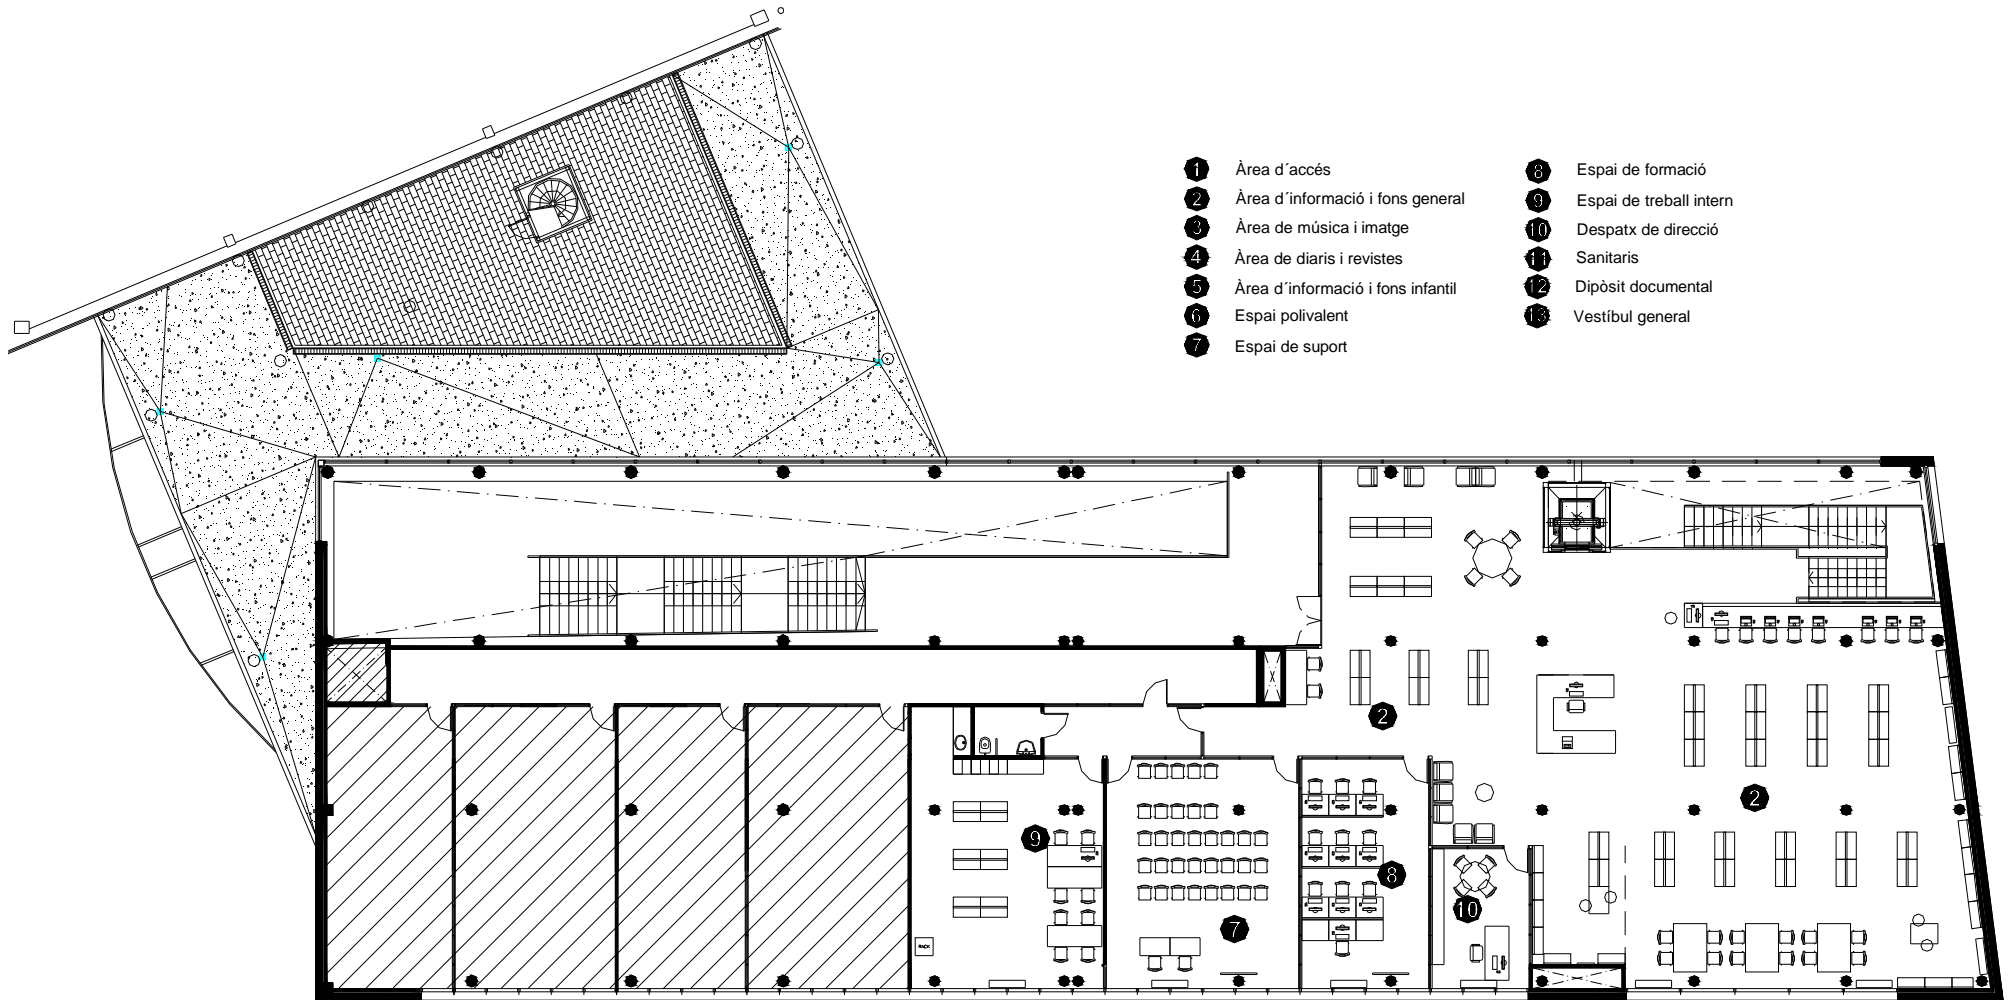 1 Àrea d´accés
2 Àrea d´informació i fons general
3 Àrea de música i imatge
4 Àrea de diaris i revistes
5 Àrea d´informació i fons infantil
6 Espai polivalent
7 Espai de suport
8 Espai de formació
9 Espai de treball intern
10 Despatx de direcció
11 Sanitaris
12 Dipòsit documental
13 Vestíbul general
2
2
9
8
10
7
RACK